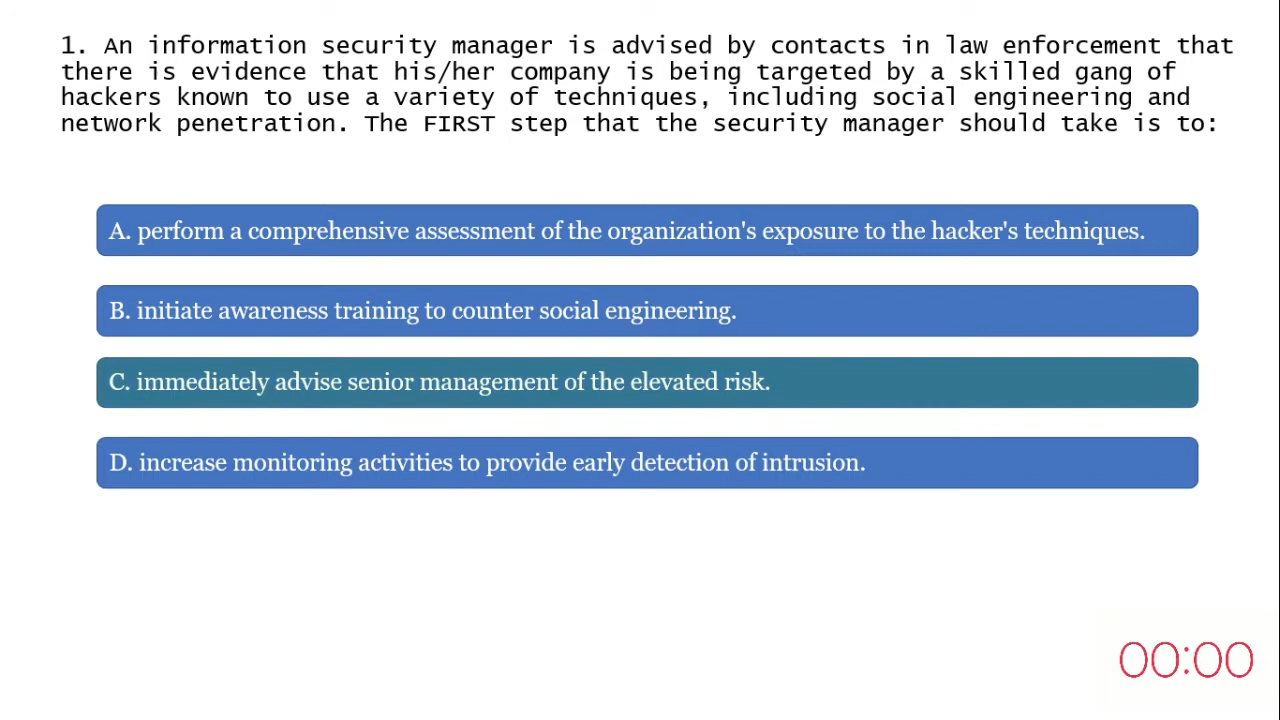 1. An information security manager is advised by contacts in law enforcement that
there is evidence that his/her company is being targeted by a skilled gang of
hackers known to use a variety of techniques, including social engineering and
network penetration. The FIRST step that the security manager should take is to:
A. perform a comprehensive assessment of the organization's exposure to the hacker's techniques.
B. initiate awareness training to counter social engineering.
C. immediately advise senior management of the elevated risk.
D. increase monitoring activities to provide early detection of intrusion.
00:00